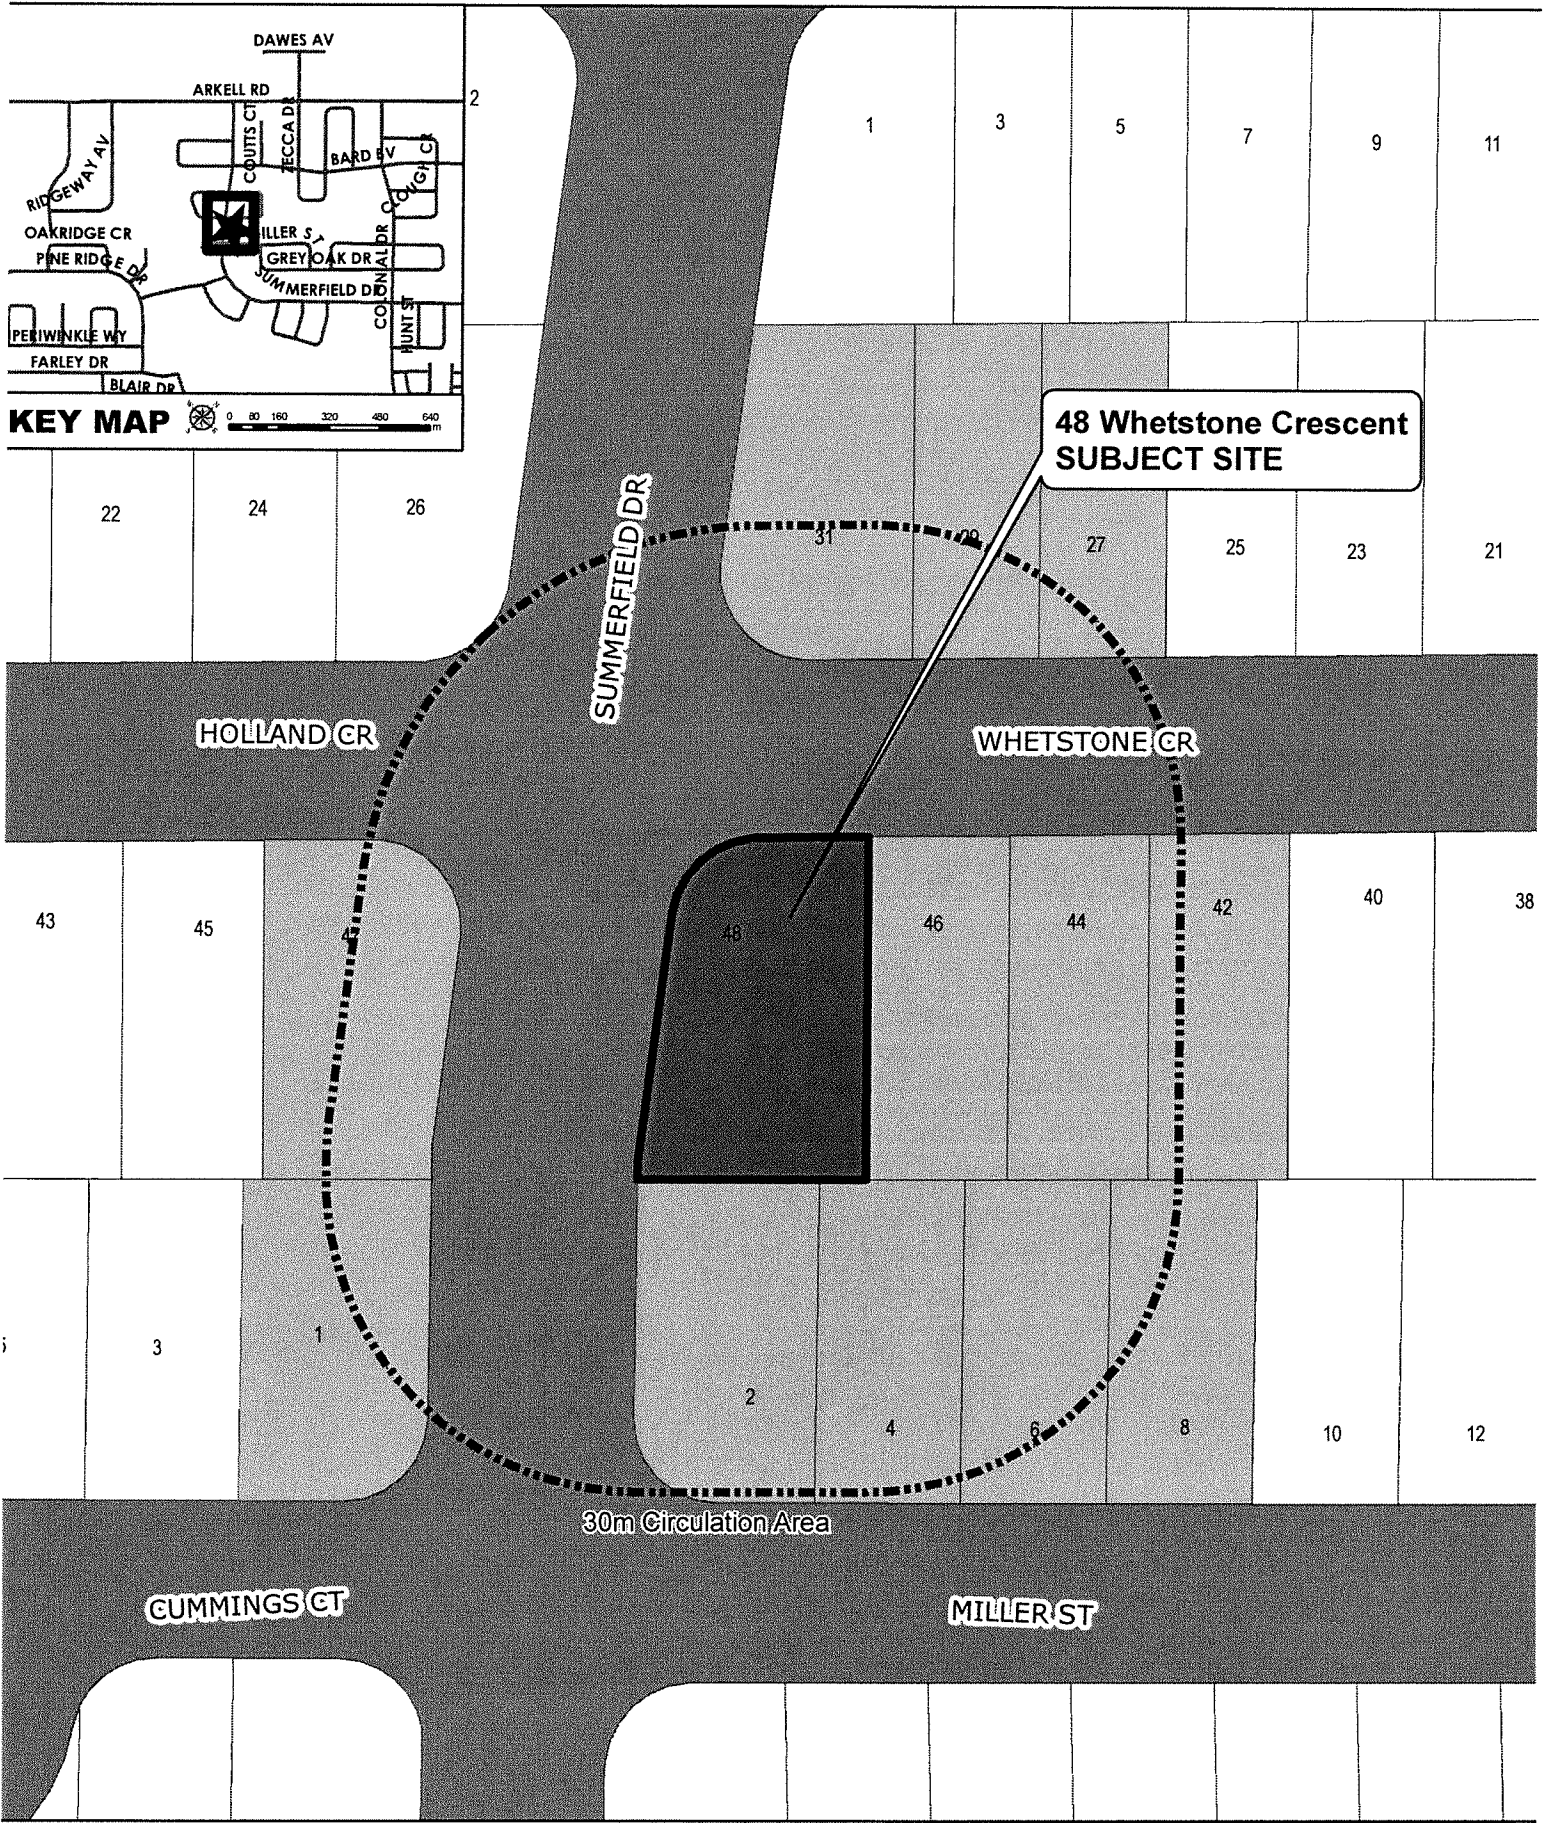 DAWES AV
ARKELL RD
COUTTS CT
ZECCA DR
BARD BV
CLOUGH CR
RIDGEWAY AV
OAKRIDGE CR
PINE RIDGE DR
ILLER ST
GREY OAK DR
SUMMERFIELD DR
COLONIAL DR
HUNT ST
PERIWINKLE WY
FARLEY DR
BLAIR DR
KEY MAP 0 80 160 320 480 640 m
2
1 3 5 7 9 11
48 Whetstone Crescent
SUBJECT SITE
22 24 26
31 29 27 25 23 21
SUMMERFIELD DR
HOLLAND CR
WHETSTONE CR
43 45 47 48 46 44 42 40 38
3 1 2 4 6 8 10 12
30m Circulation Area
CUMMINGS CT
MILLER ST